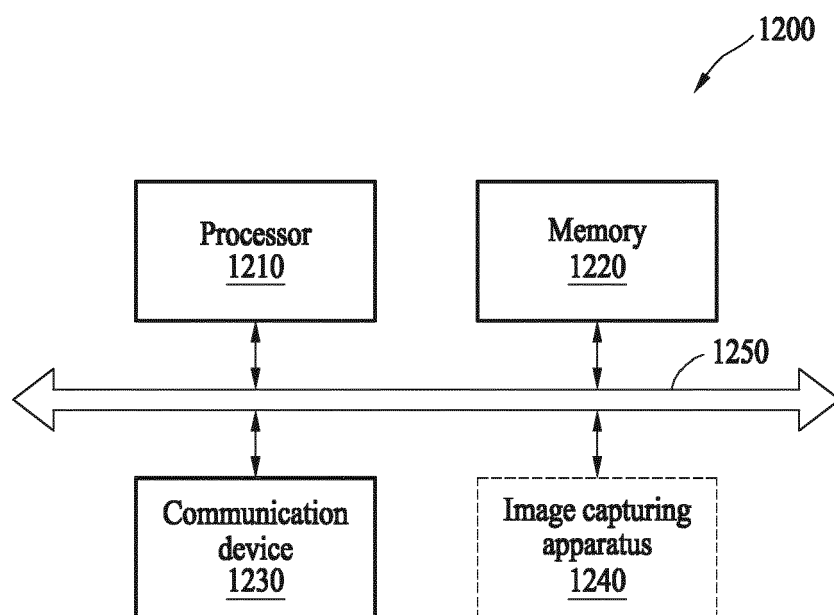 1200
Processor
1210
Memory
1220
1250
Communication
device
1230
Image capturing
apparatus
1240